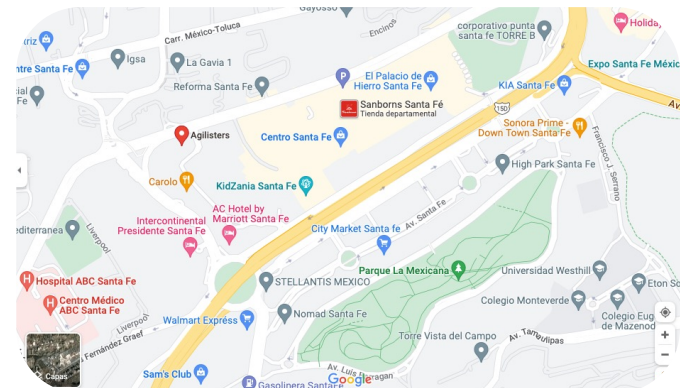 Gayosso
Encinos
corporativo punta
santa fe TORRE B
Holiday
Carr. México-Toluca
Igsa
La Gavia 1
ntre Santa Fe
Expo Santa Fe Méxic
Reforma Santa Fe
El Palacio de
Hierro Santa Fe
KIA Santa Fe
Sanborns Santa Fé
Tienda departamental
150
Av
Agilisters
Centro Santa Fe
Sonora Prime -
Down Town Santa Fe
Francisco J. Serrano
High Park Santa Fe
Carolo
KidZania Santa Fe
AC Hotel by
Marriott Santa Fe
Intercontinental
Presidente Santa Fe
Av. Santa Fe
City Market Santa fe
editerranea
Liverpool
Parque La Mexicana
Universidad Westhill
Hospital ABC Santa Fe
STELLANTIS MEXICO
Eton Sc
Centro Médico
ABC Santa Fe
Colegio Monteverde
Nomad Santa Fe
Colegio Eug
de Mazenod
Liverpool
Walmart Expréss
Torre Vista del Campo
Av. Tamaulipas
Fernández Graef
Capas
Sam's Club
Av. Luis Barragan
Gasolinera Santa Fe
Google